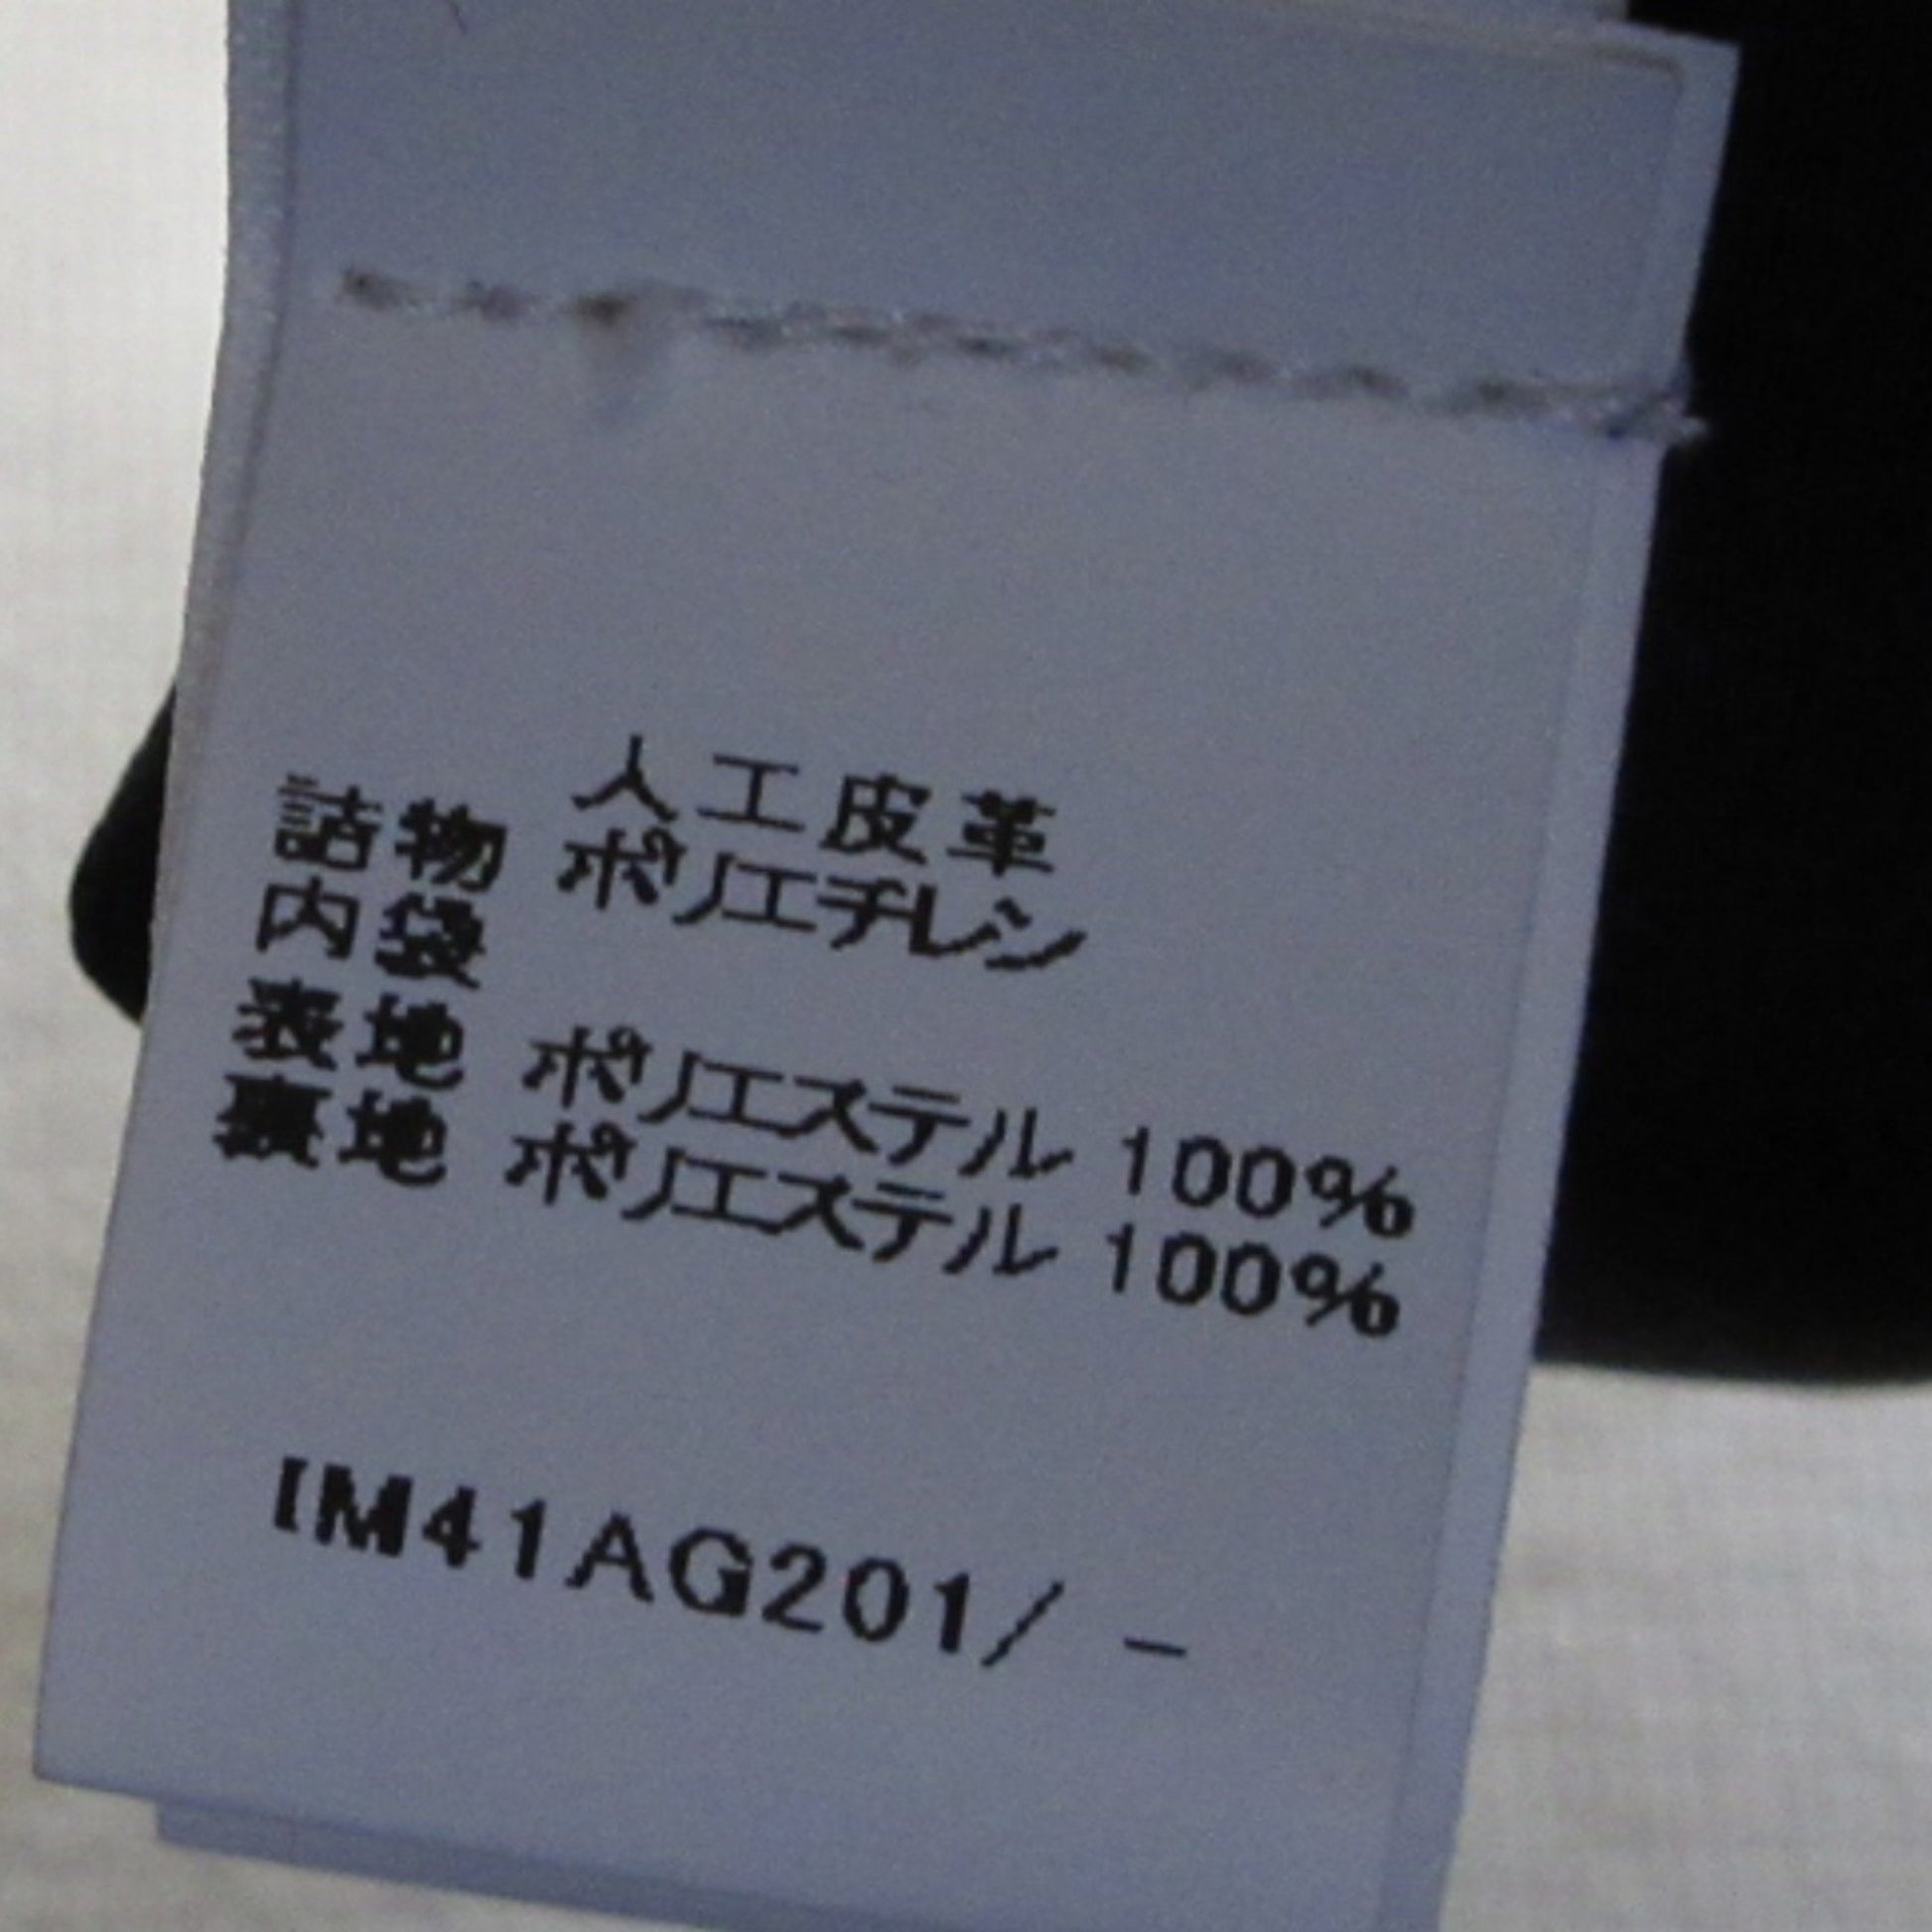 人工皮革
詰物 ポリエチレン
内袋
表地 ポリエステル 100%
裏地 ポリエステル 100%
IM41AG201/ -